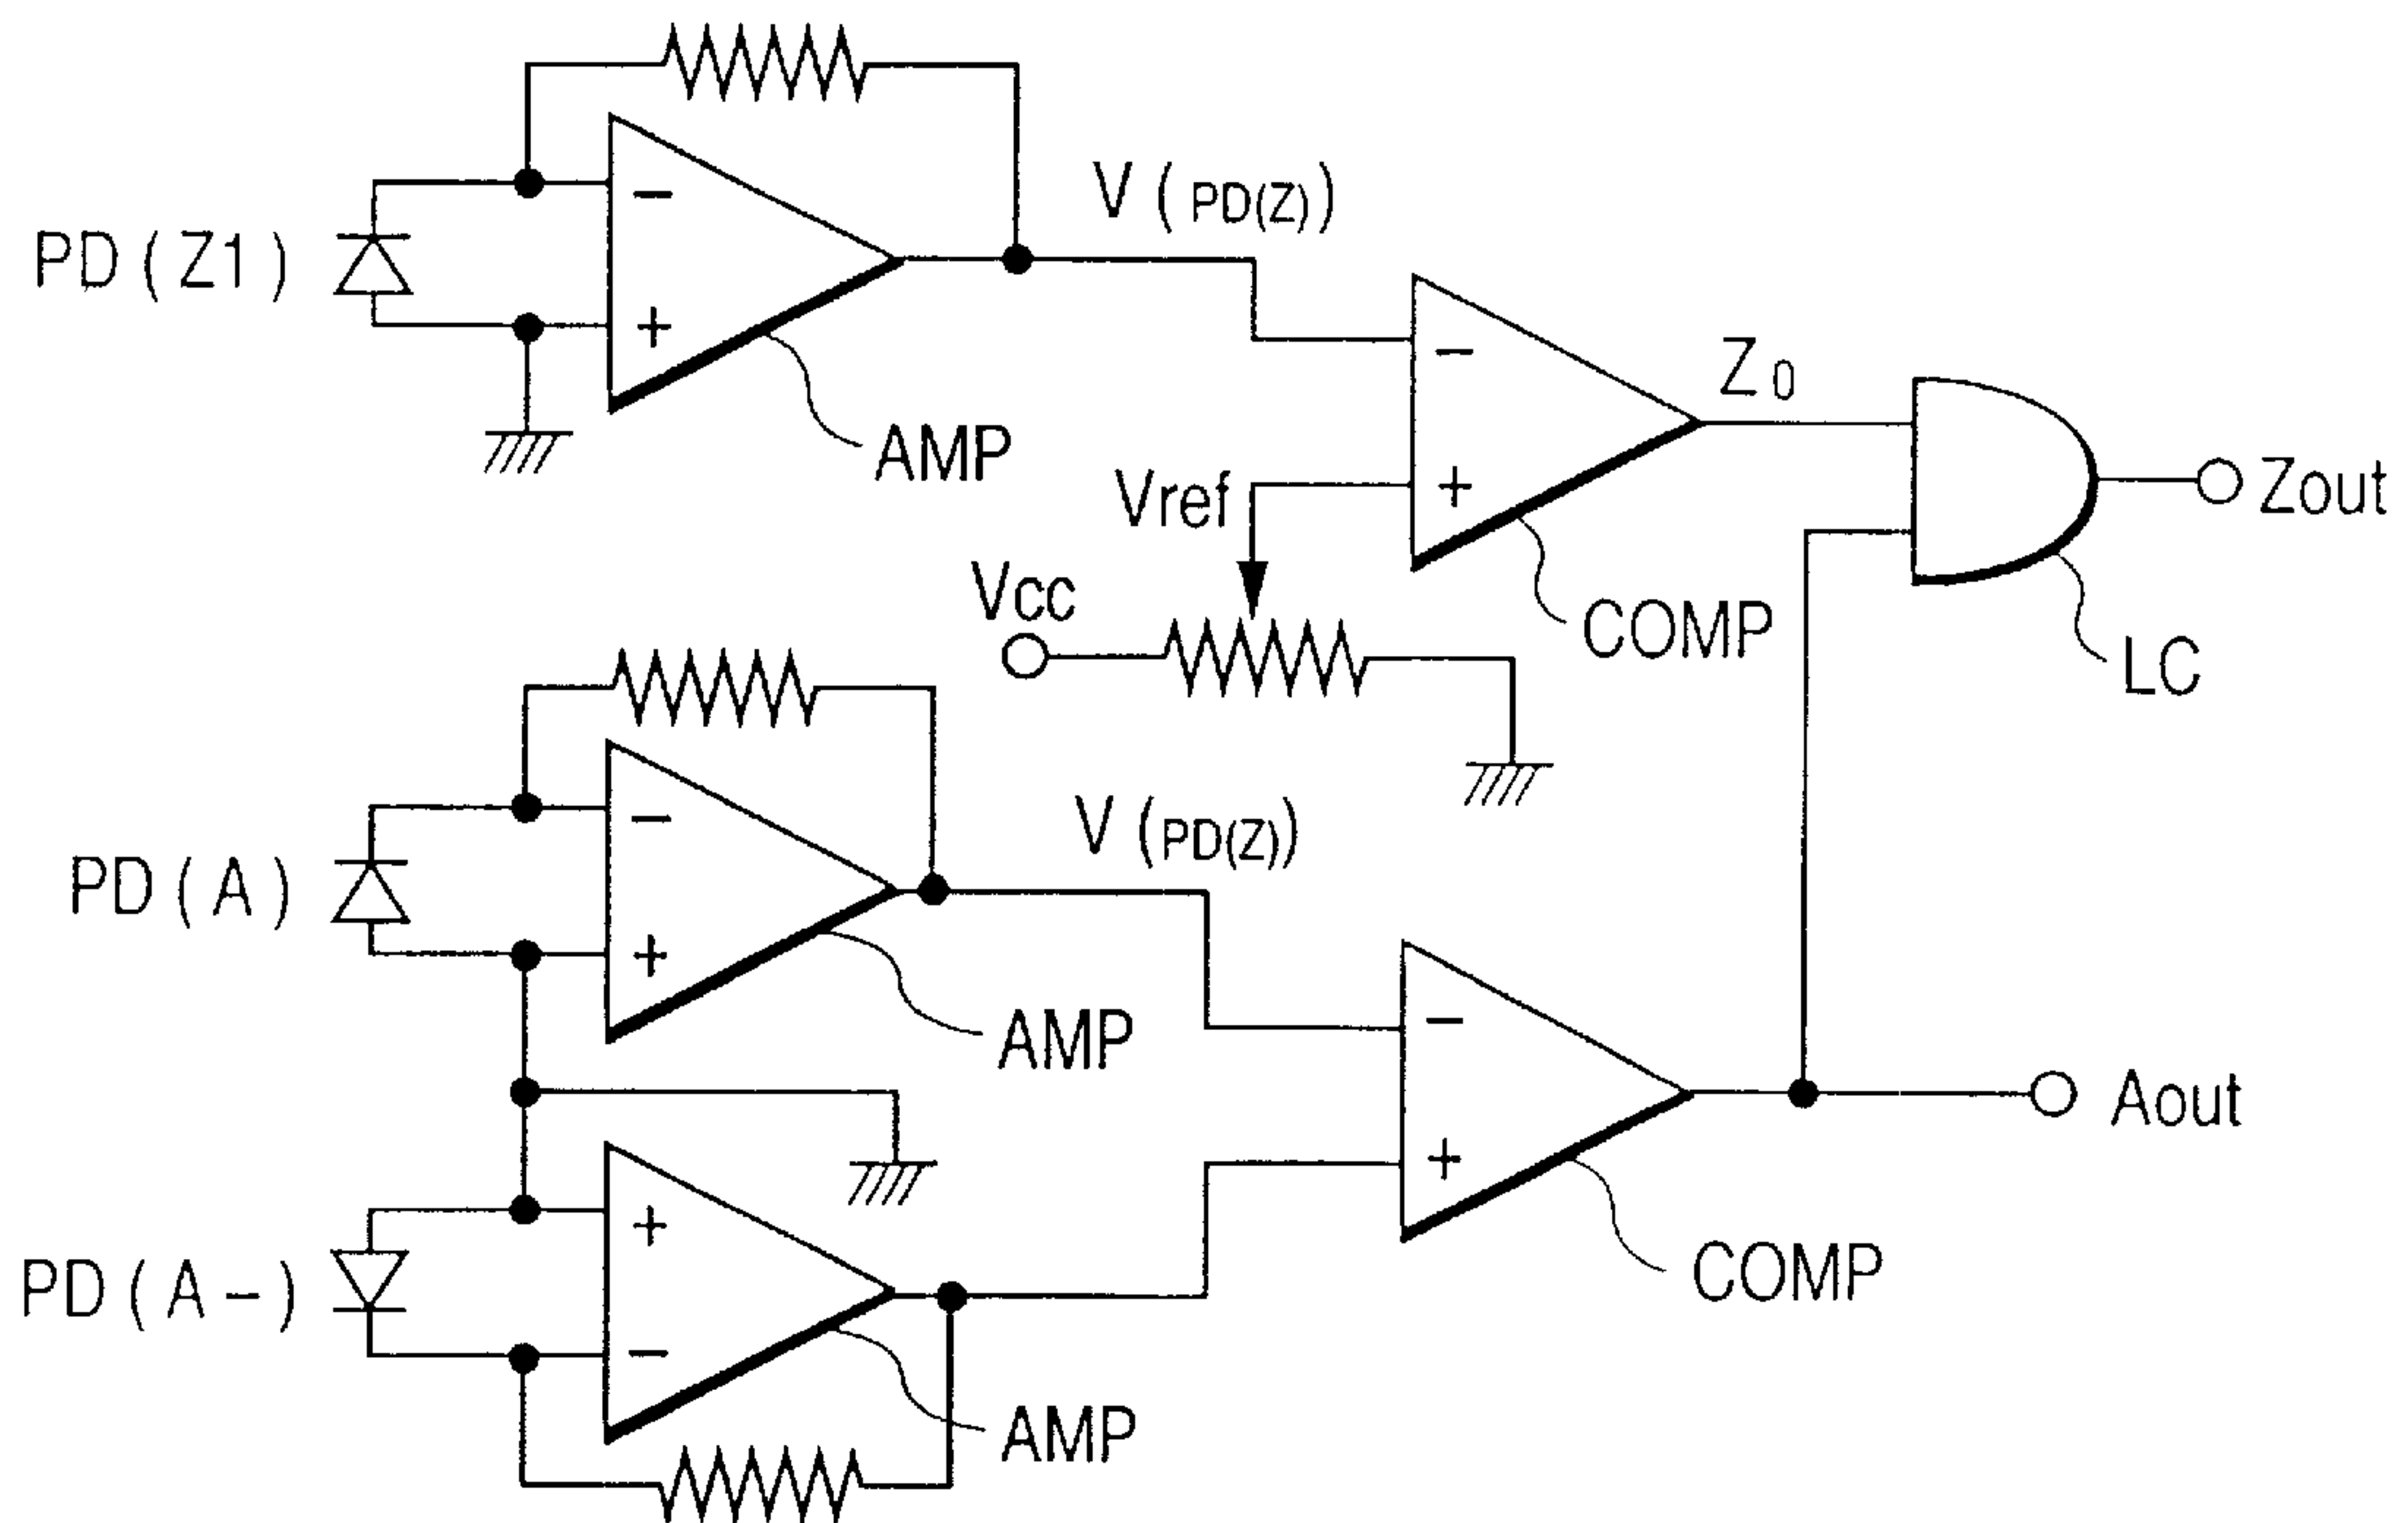 V (PD(Z))
PD (Z1)
−
+
AMP
Z0
−
+
Vref
Zout
Vcc
COMP
LC
V (PD(Z))
PD (A)
−
+
AMP
−
+
Aout
PD (A−)
+
−
COMP
AMP